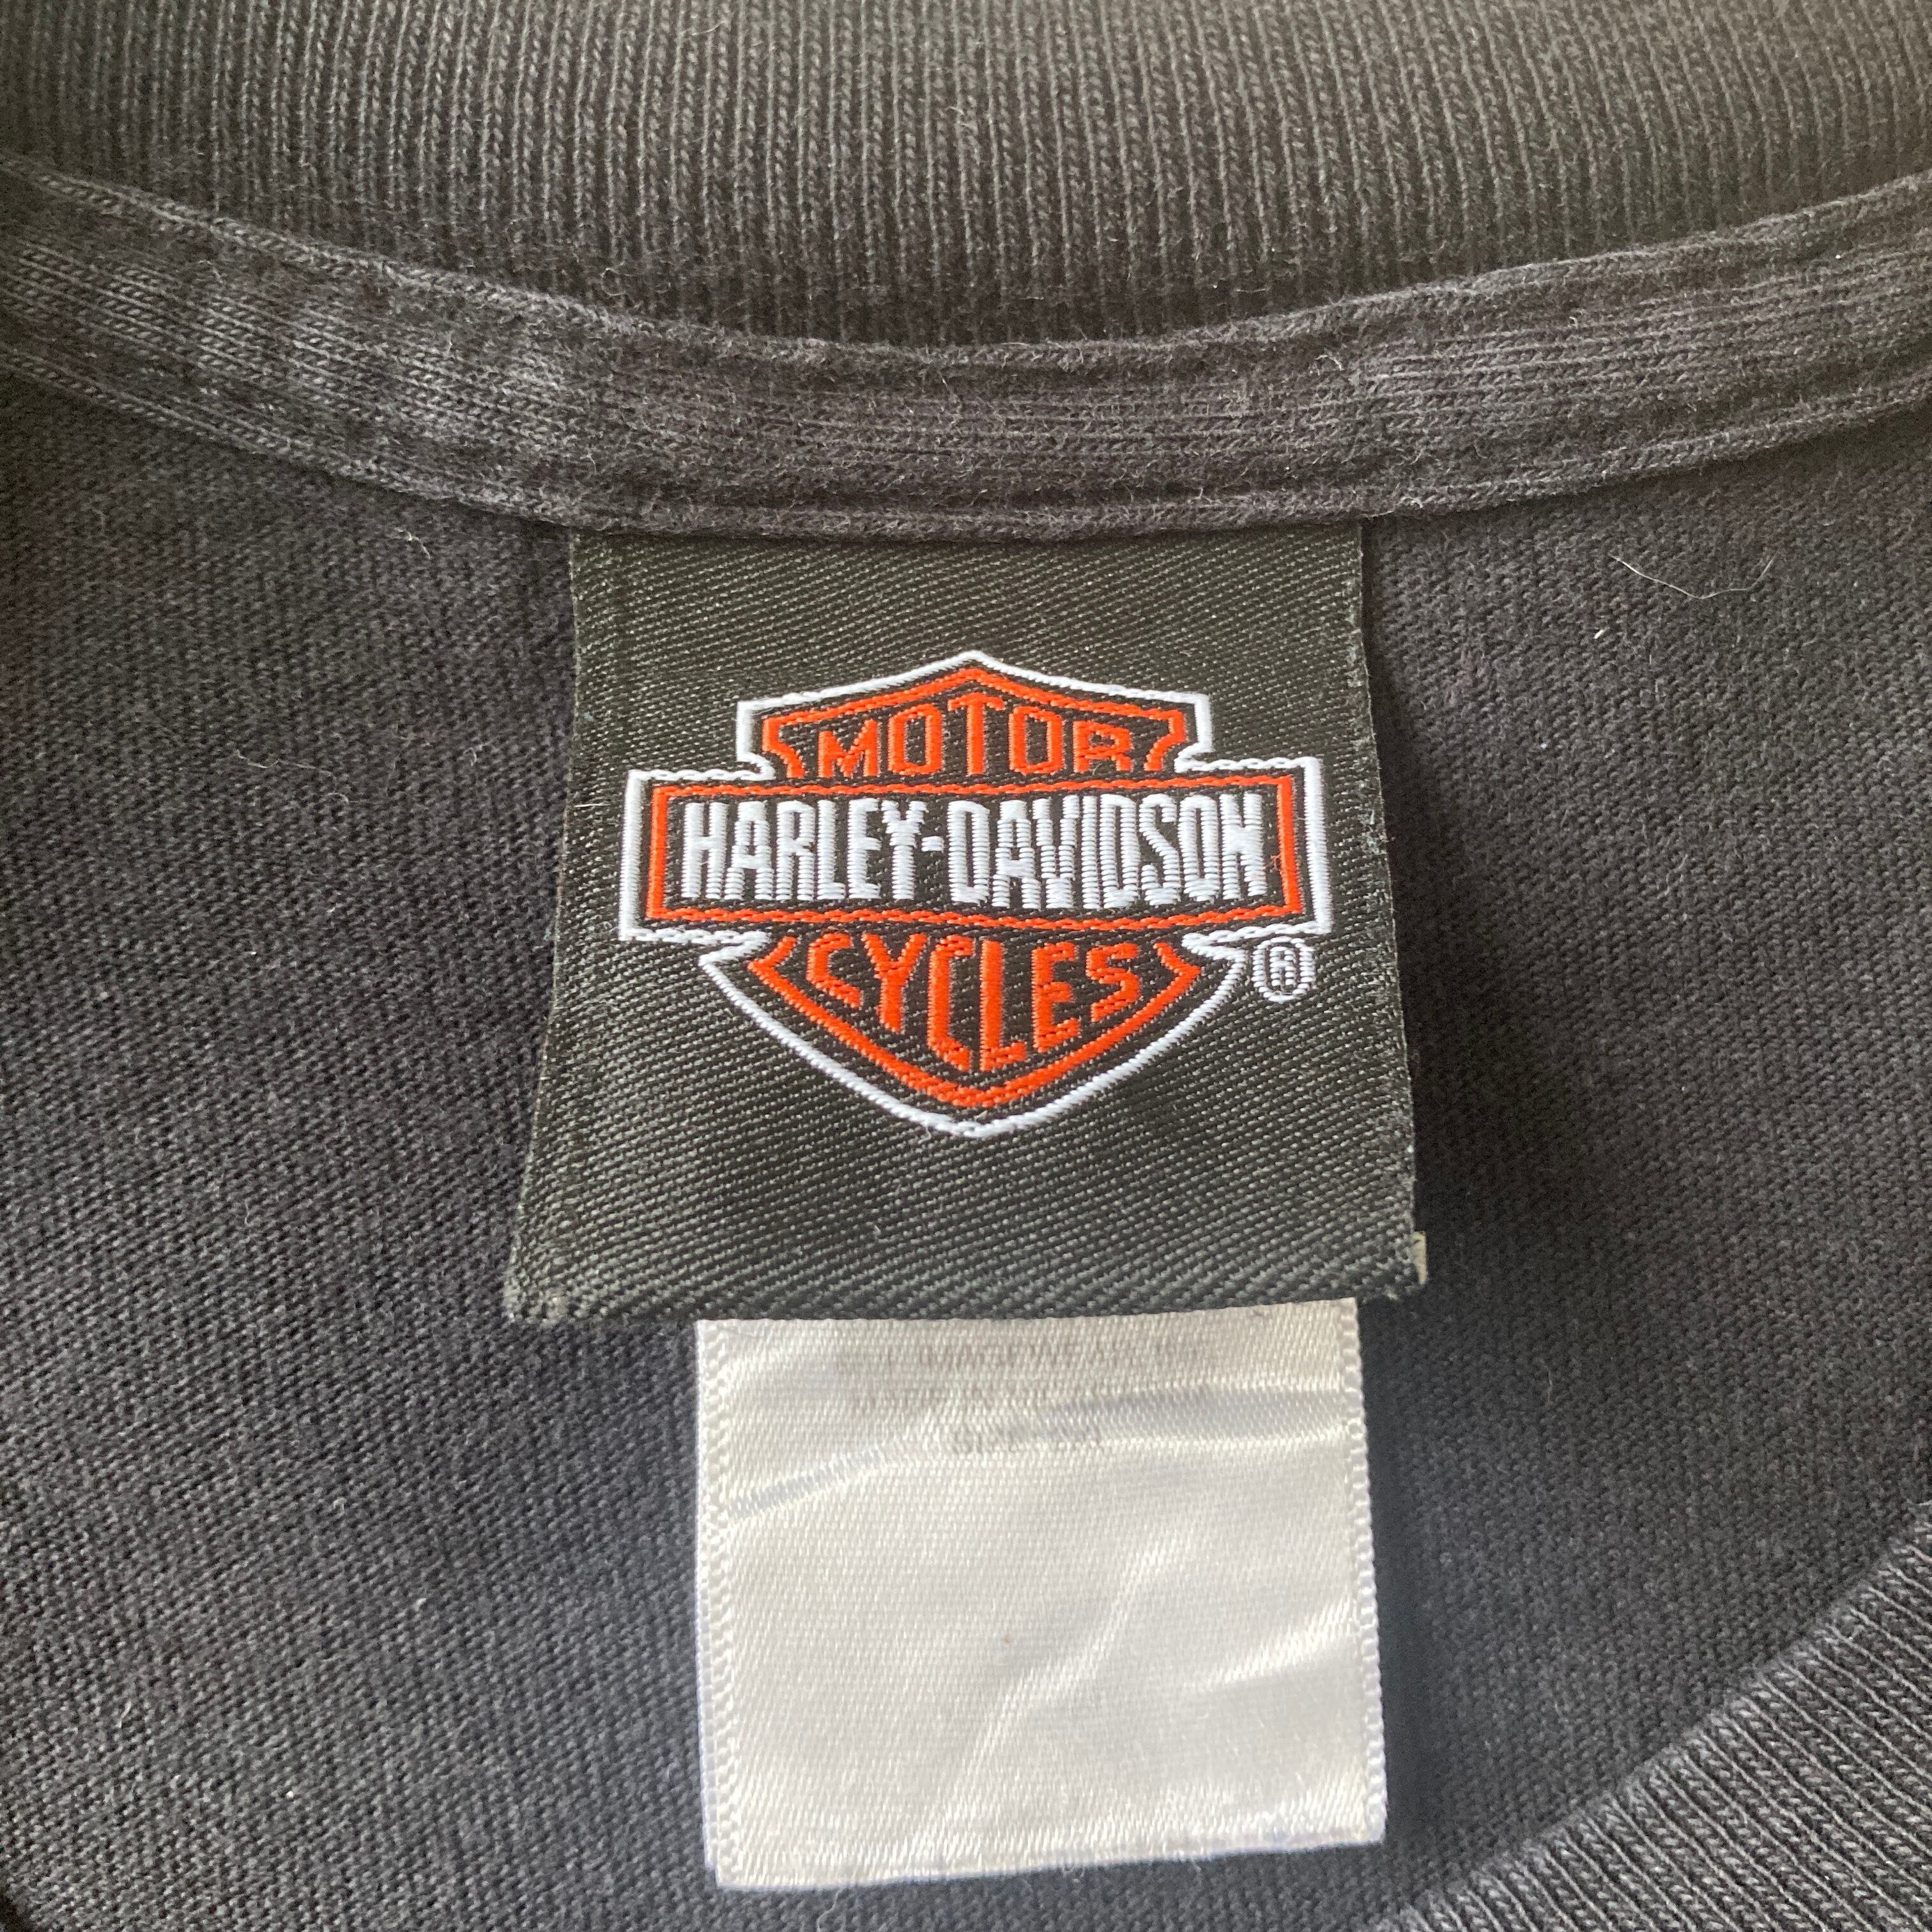 MOTOR
HARLEY-DAVIDSON
CYCLES
®